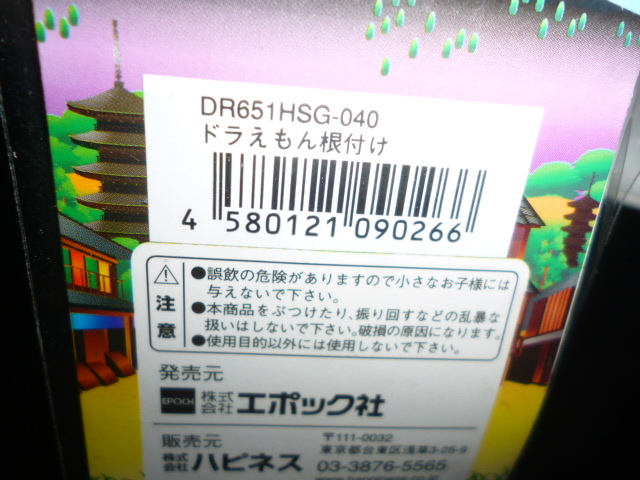 DR651HSG-040
ドラえもん根付け
4 580121 090266
注意
●誤飲の危険がありますので小さなお子様には
与えないで下さい。
●本商品をぶつけたり、振り回すなどの乱暴な
扱いはしないで下さい。破損の原因になります。
●使用目的以外には使用しないで下さい。
発売元
EPOCH 株式会社 エポック社
販売元
株式会社 ハピネス
〒111-0032
東京都台東区浅草3-25-9
03-3876-5565